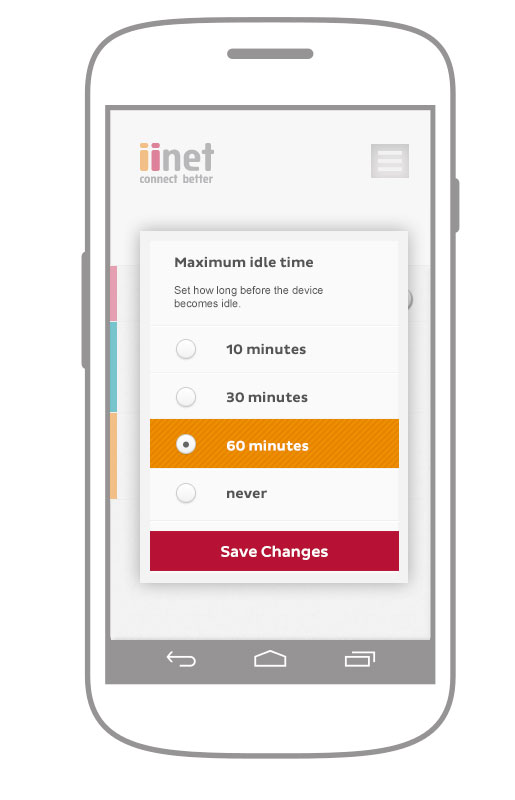 iinet
connect better
Maximum idle time
Set how long before the device
becomes idle.
10 minutes
30 minutes
60 minutes
never
Save Changes